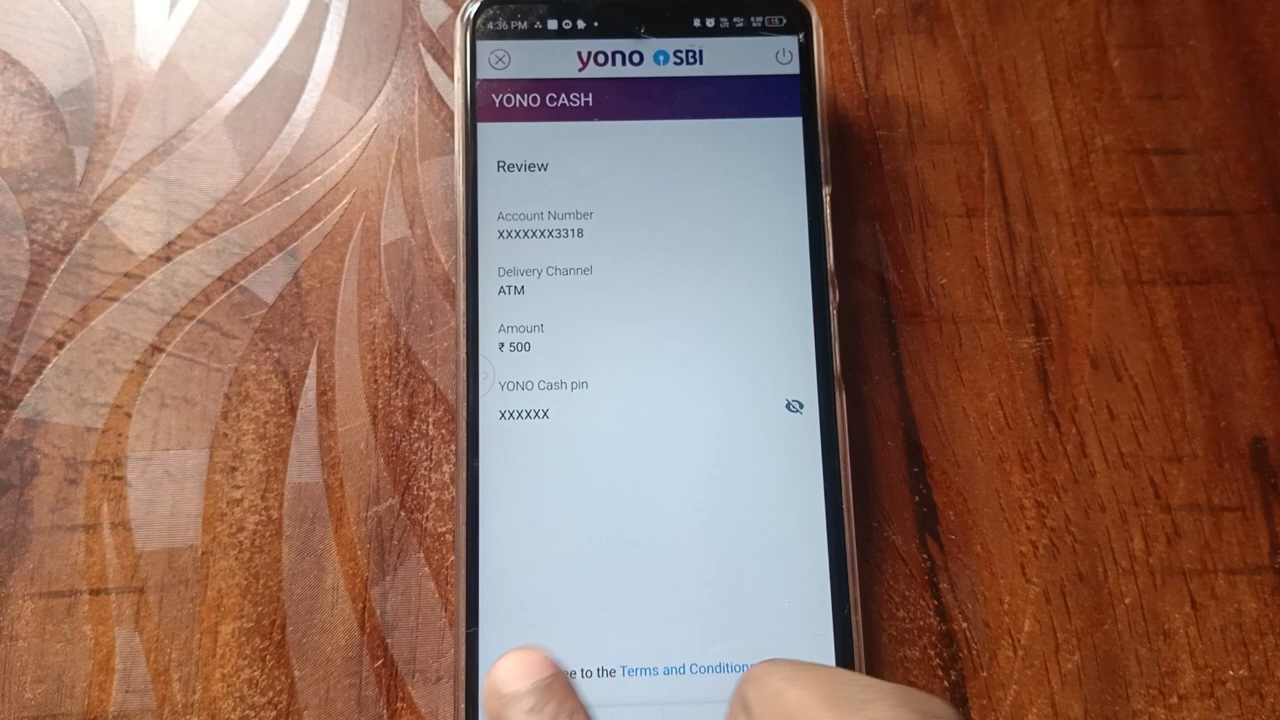 4:36 PM
yono SBI
YONO CASH
Review
Account Number
XXXXXXX3318
Delivery Channel
ATM
Amount
₹ 500
YONO Cash pin
XXXXXX
to the Terms and Conditions